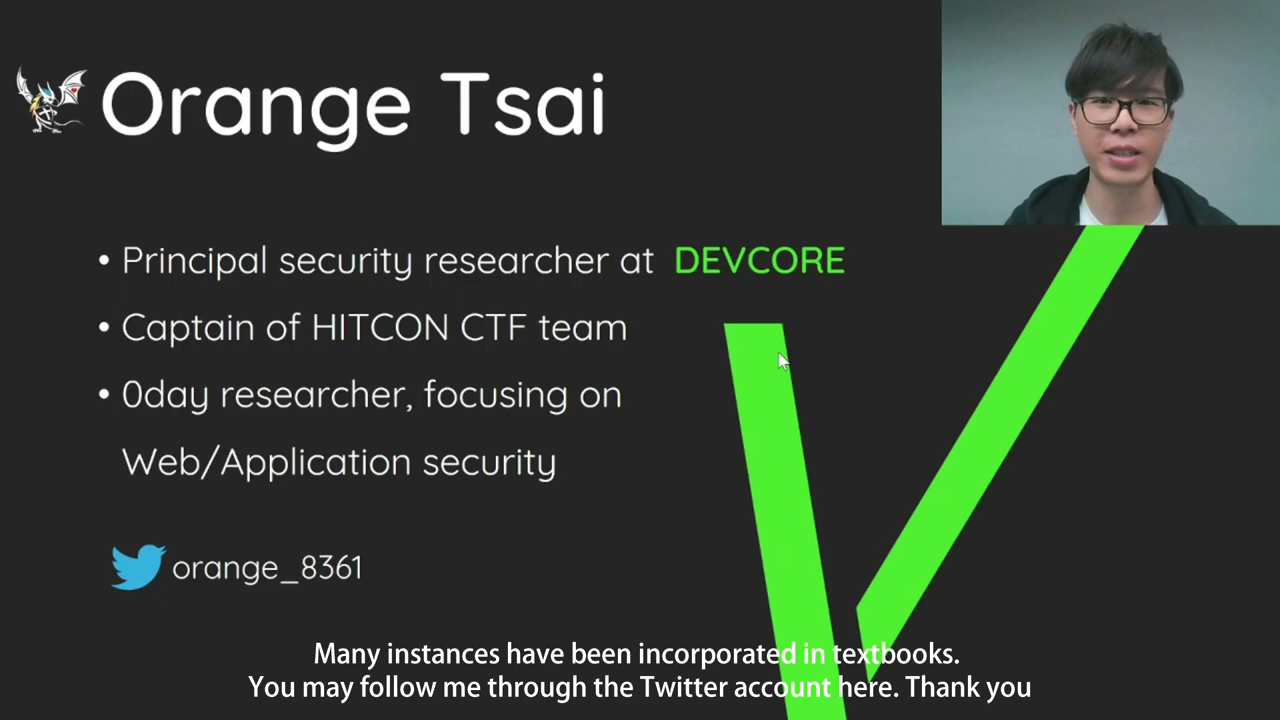 Orange Tsai
• Principal security researcher at DEVCORE
• Captain of HITCON CTF team
• 0day researcher, focusing on
Web/Application security
orange_8361
Many instances have been incorporated in textbooks.
You may follow me through the Twitter account here. Thank you